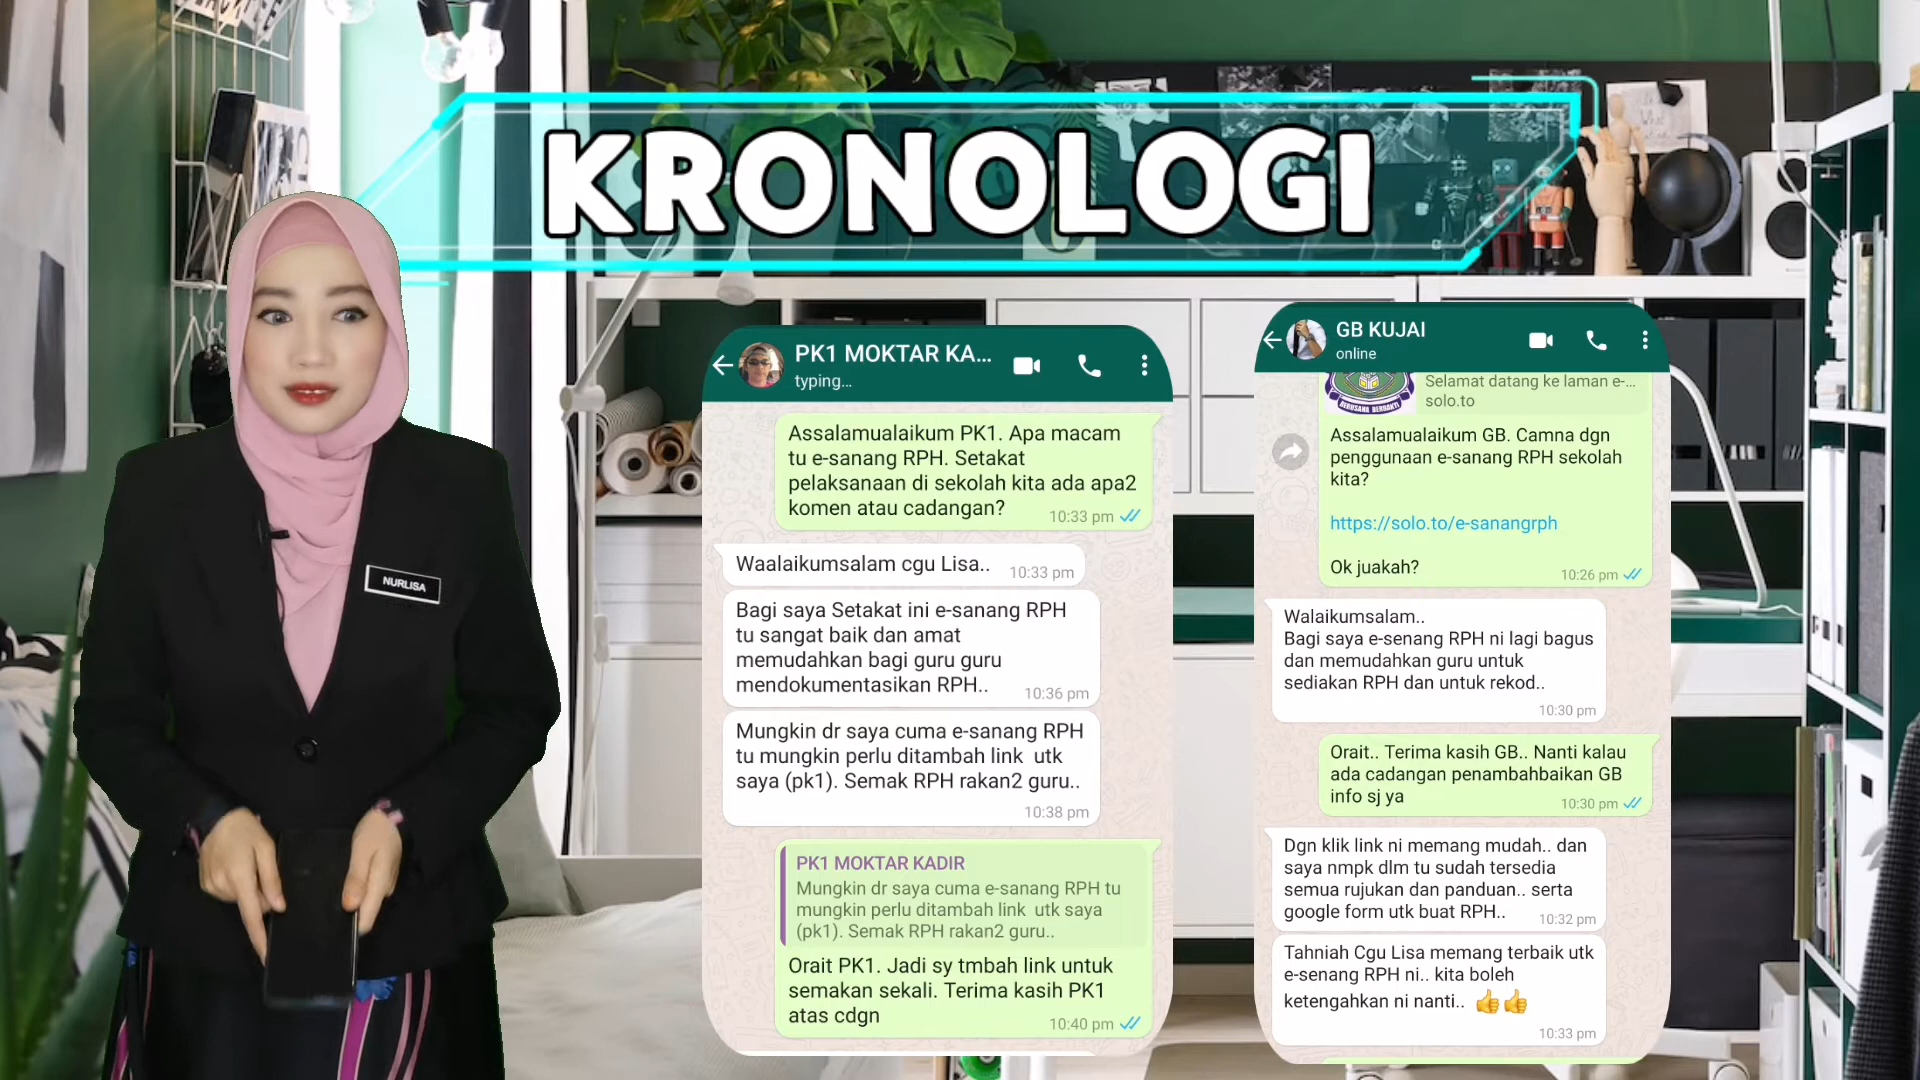 KRONOLOGI
NURLISA
PK1 MOKTAR KA...
typing...
Assalamualaikum PK1. Apa macam
tu e-sanang RPH. Setakat
pelaksanaan di sekolah kita ada apa2
komen atau cadangan?
10:33 pm
Waalaikumsalam cgu Lisa..
10:33 pm
Bagi saya Setakat ini e-sanang RPH
tu sangat baik dan amat
memudahkan bagi guru guru
mendokumentasikan RPH..
10:36 pm
Mungkin dr saya cuma e-sanang RPH
tu mungkin perlu ditambah link utk
saya (pk1). Semak RPH rakan2 guru..
10:38 pm
PK1 MOKTAR KADIR
Mungkin dr saya cuma e-sanang RPH tu
mungkin perlu ditambah link utk saya
(pk1). Semak RPH rakan2 guru..
Orait PK1. Jadi sy tmbah link untuk
semakan sekali. Terima kasih PK1
atas cdgn
10:40 pm
GB KUJAI
online
BERUSAHA BERBAKTI
Selamat datang ke laman e-...
solo.to
Assalamualaikum GB. Camna dgn
penggunaan e-sanang RPH sekolah
kita?
https://solo.to/e-sanangrph
Ok juakah?
10:26 pm
Walaikumsalam..
Bagi saya e-senang RPH ni lagi bagus
dan memudahkan guru untuk
sediakan RPH dan untuk rekod..
10:30 pm
Orait.. Terima kasih GB.. Nanti kalau
ada cadangan penambahbaikan GB
info sj ya
10:30 pm
Dgn klik link ni memang mudah.. dan
saya nmpk dlm tu sudah tersedia
semua rujukan dan panduan.. serta
google form utk buat RPH..
10:32 pm
Tahniah Cgu Lisa memang terbaik utk
e-senang RPH ni.. kita boleh
ketengahkan ni nanti.. 👍👍
10:33 pm